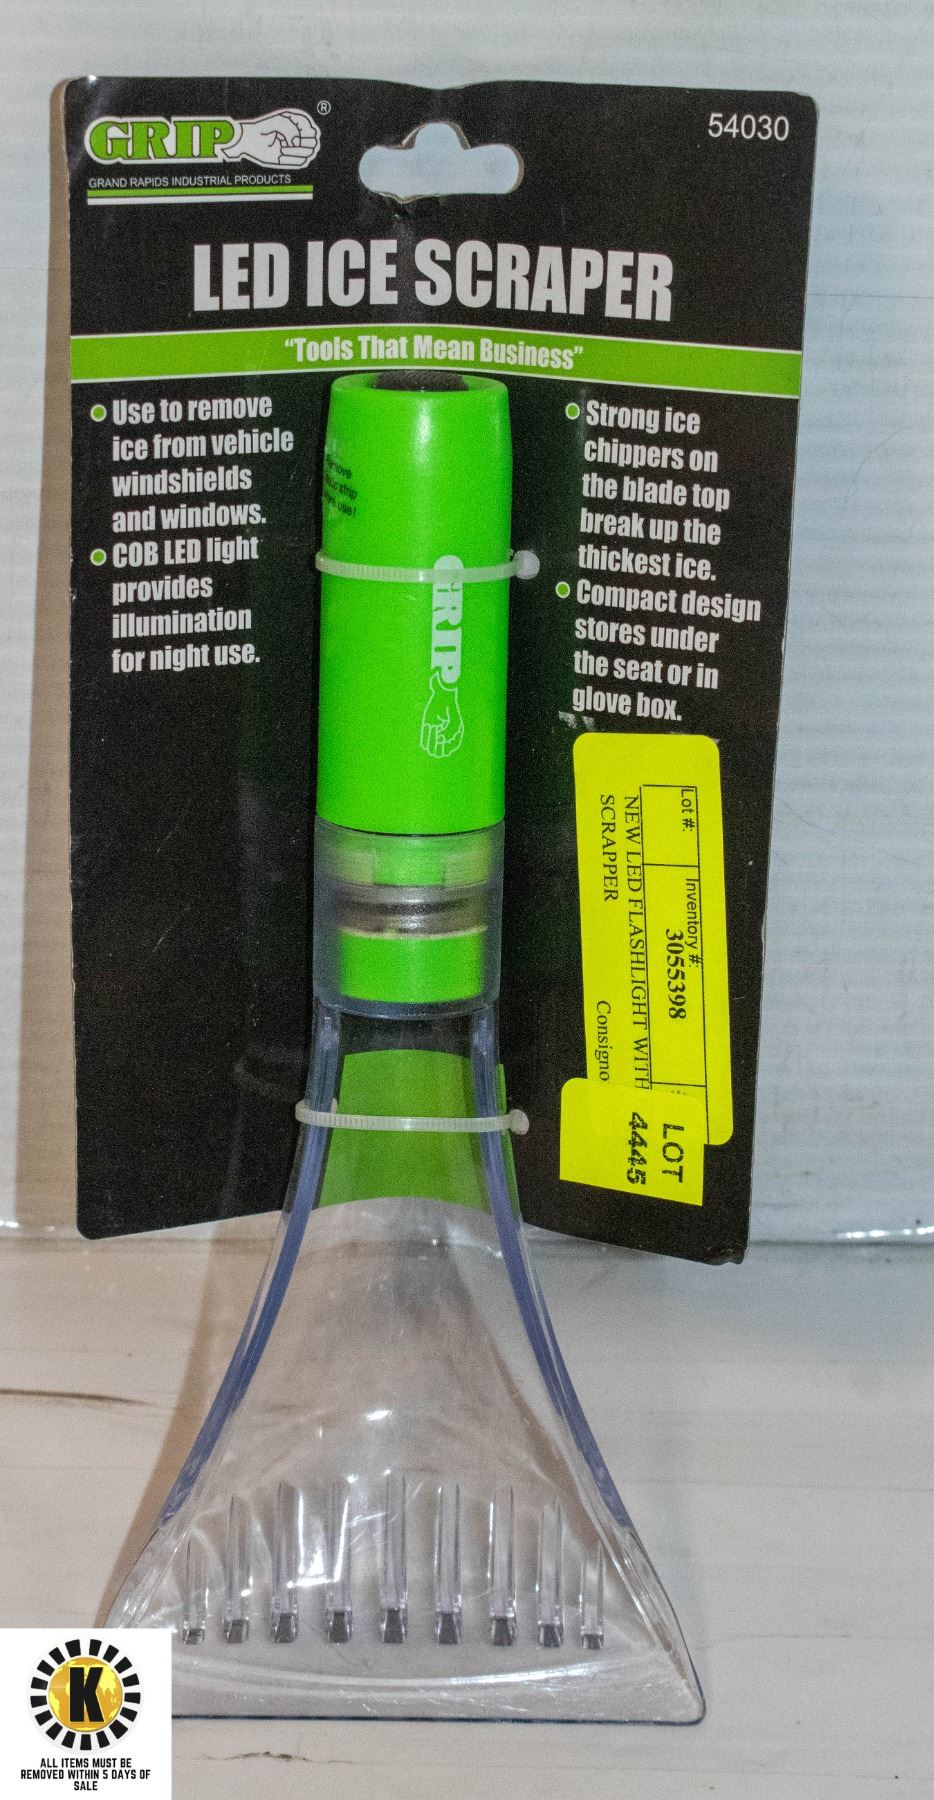 GRIP®
GRAND RAPIDS INDUSTRIAL PRODUCTS
54030
LED ICE SCRAPER
“Tools That Mean Business”
Use to remove
ice from vehicle
windshields
and windows.
COB LED light
provides
illumination
for night use.
Strong ice
chippers on
the blade top
break up the
thickest ice.
Compact design
stores under
the seat or in
glove box.
strip
use!
GRIP
Lot #:
Inventory #:
3055398
NEW LED FLASHLIGHT WITH
SCRAPPER
Consigno
LOT
4445
K
ALL ITEMS MUST BE
REMOVED WITHIN 5 DAYS OF
SALE